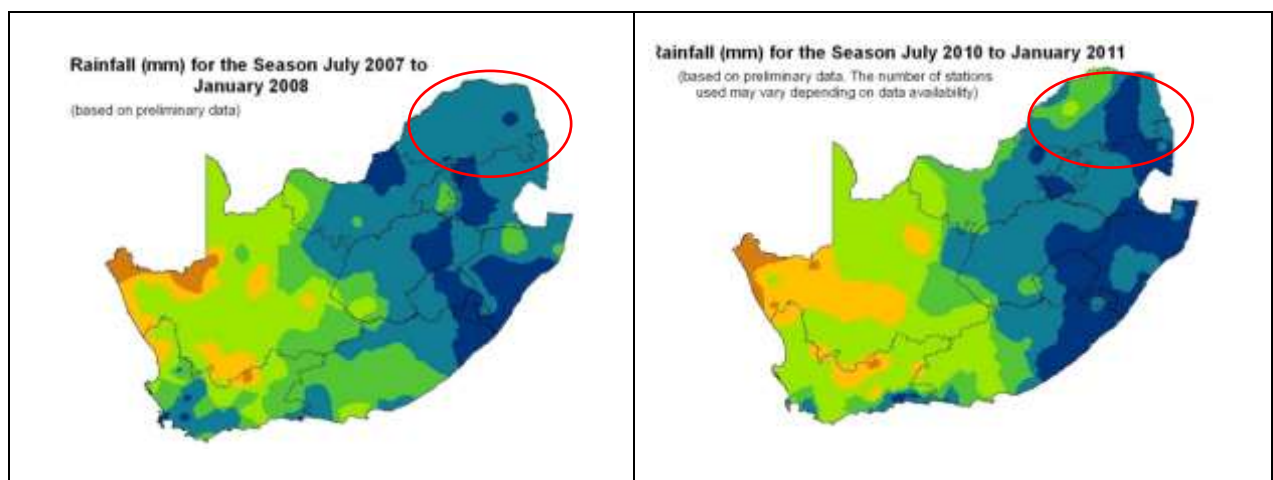 Rainfall (mm) for the Season July 2007 to
January 2008
(based on preliminary data)
Rainfall (mm) for the Season July 2010 to January 2011
(based on preliminary data. The number of stations
used may vary depending on data availability)